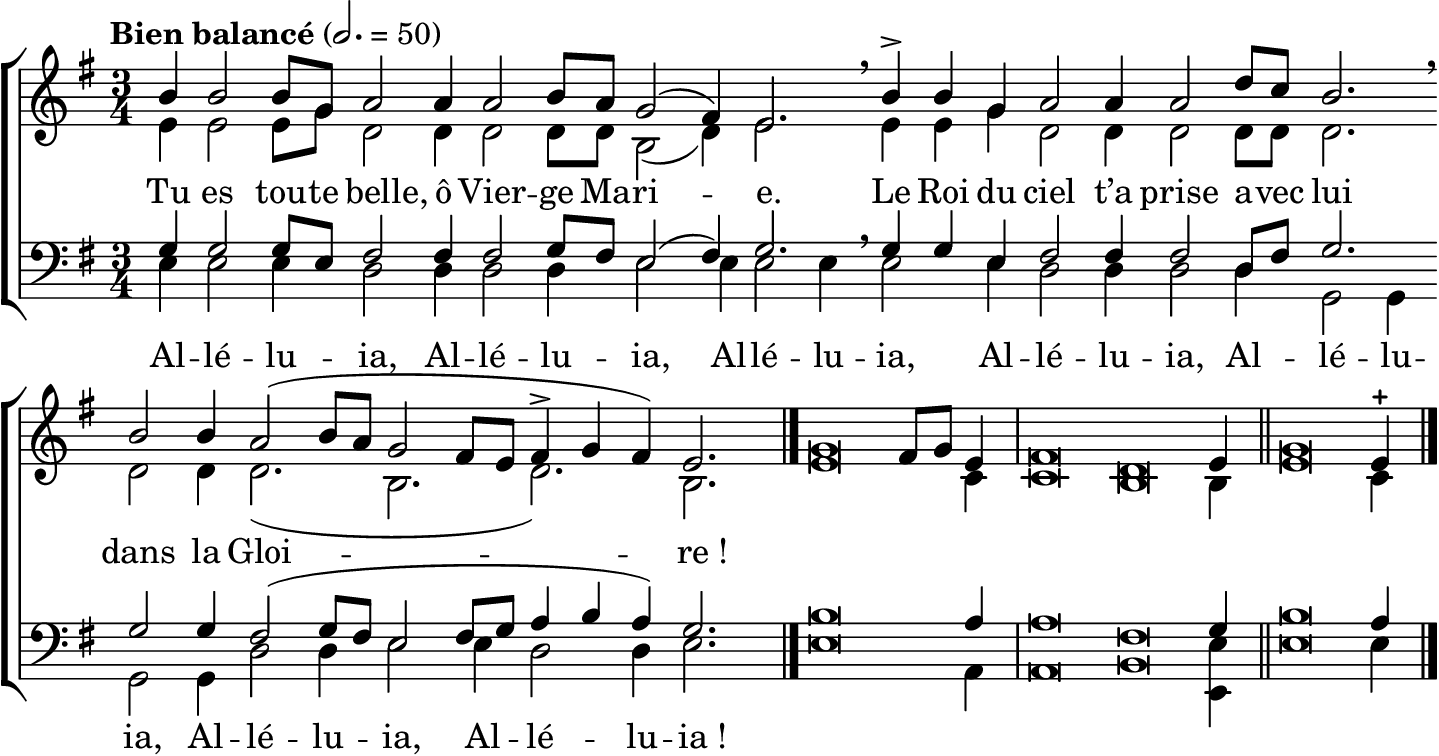 Bien balancé (𝅗𝅥. = 50)
Tu es toute belle, ô Vier -- ge Mari -- e. Le Roi du ciel t’a prise avec lui
Al -- lé -- lu -- ia, Al -- lé -- lu -- ia, Allé -- lu -- ia, Al -- lé -- lu -- ia, Al -- lé -- lu --
dans la Gloi -- -- -- re !
ia, Al -- lé -- lu -- ia, Al -- lé -- lu -- ia !